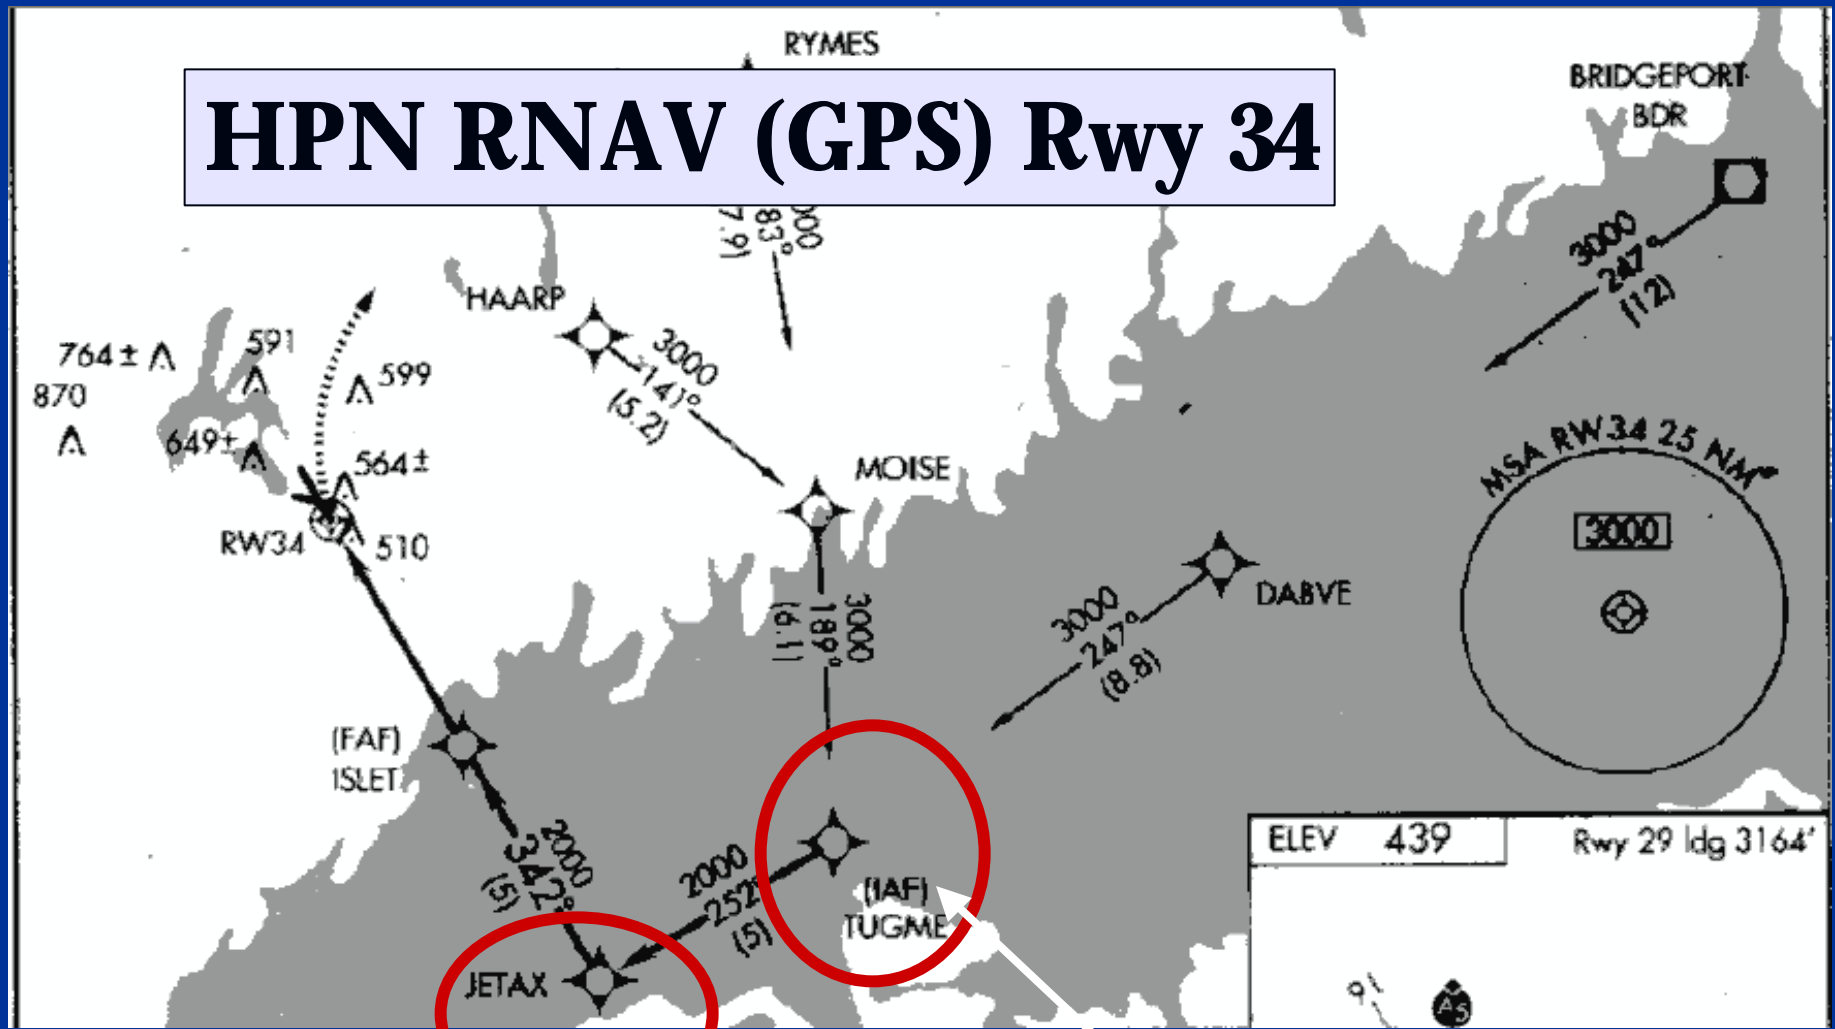 RYMES
HPN RNAV (GPS) Rwy 34
BRIDGEPORT
BDR
3000
247°
(12)
HAARP
3000
141°
(5.2)
764±
591
599
870
649±
564±
RW34
510
MOISE
3000
189°
(6.1)
MSA RW34 25 NM
3000
DABVE
3000
247°
(8.8)
(FAF)
ISLET
2000
342°
(5)
2000
252°
(5)
(IAF)
TUGME
JETAX
ELEV 439
Rwy 29 ldg 3164'
A5